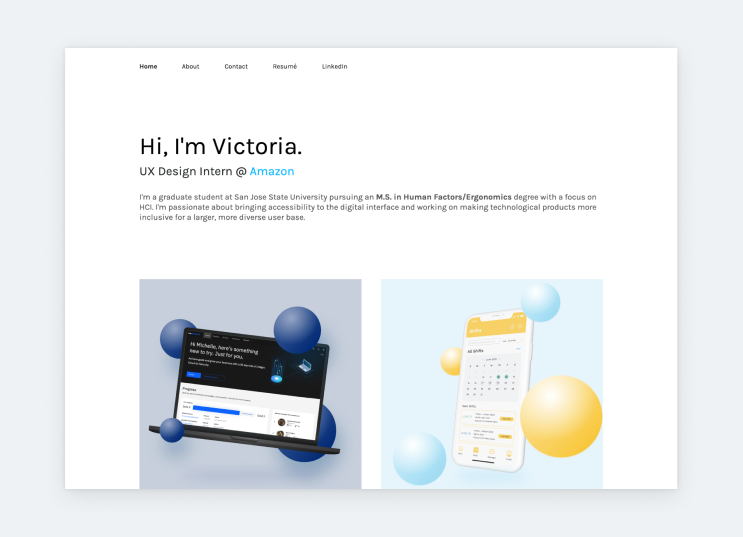 Home About Contact Resumé LinkedIn
Hi, I'm Victoria.
UX Design Intern @ Amazon
I'm a graduate student at San Jose State University pursuing an M.S. in Human Factors/Ergonomics degree with a focus on
HCI. I'm passionate about bringing accessibility to the digital interface and working on making technological products more
inclusive for a larger, more diverse user base.
Hi Michelle, here's something
new to try. Just for you.
Progress
Shifts
All Shifts